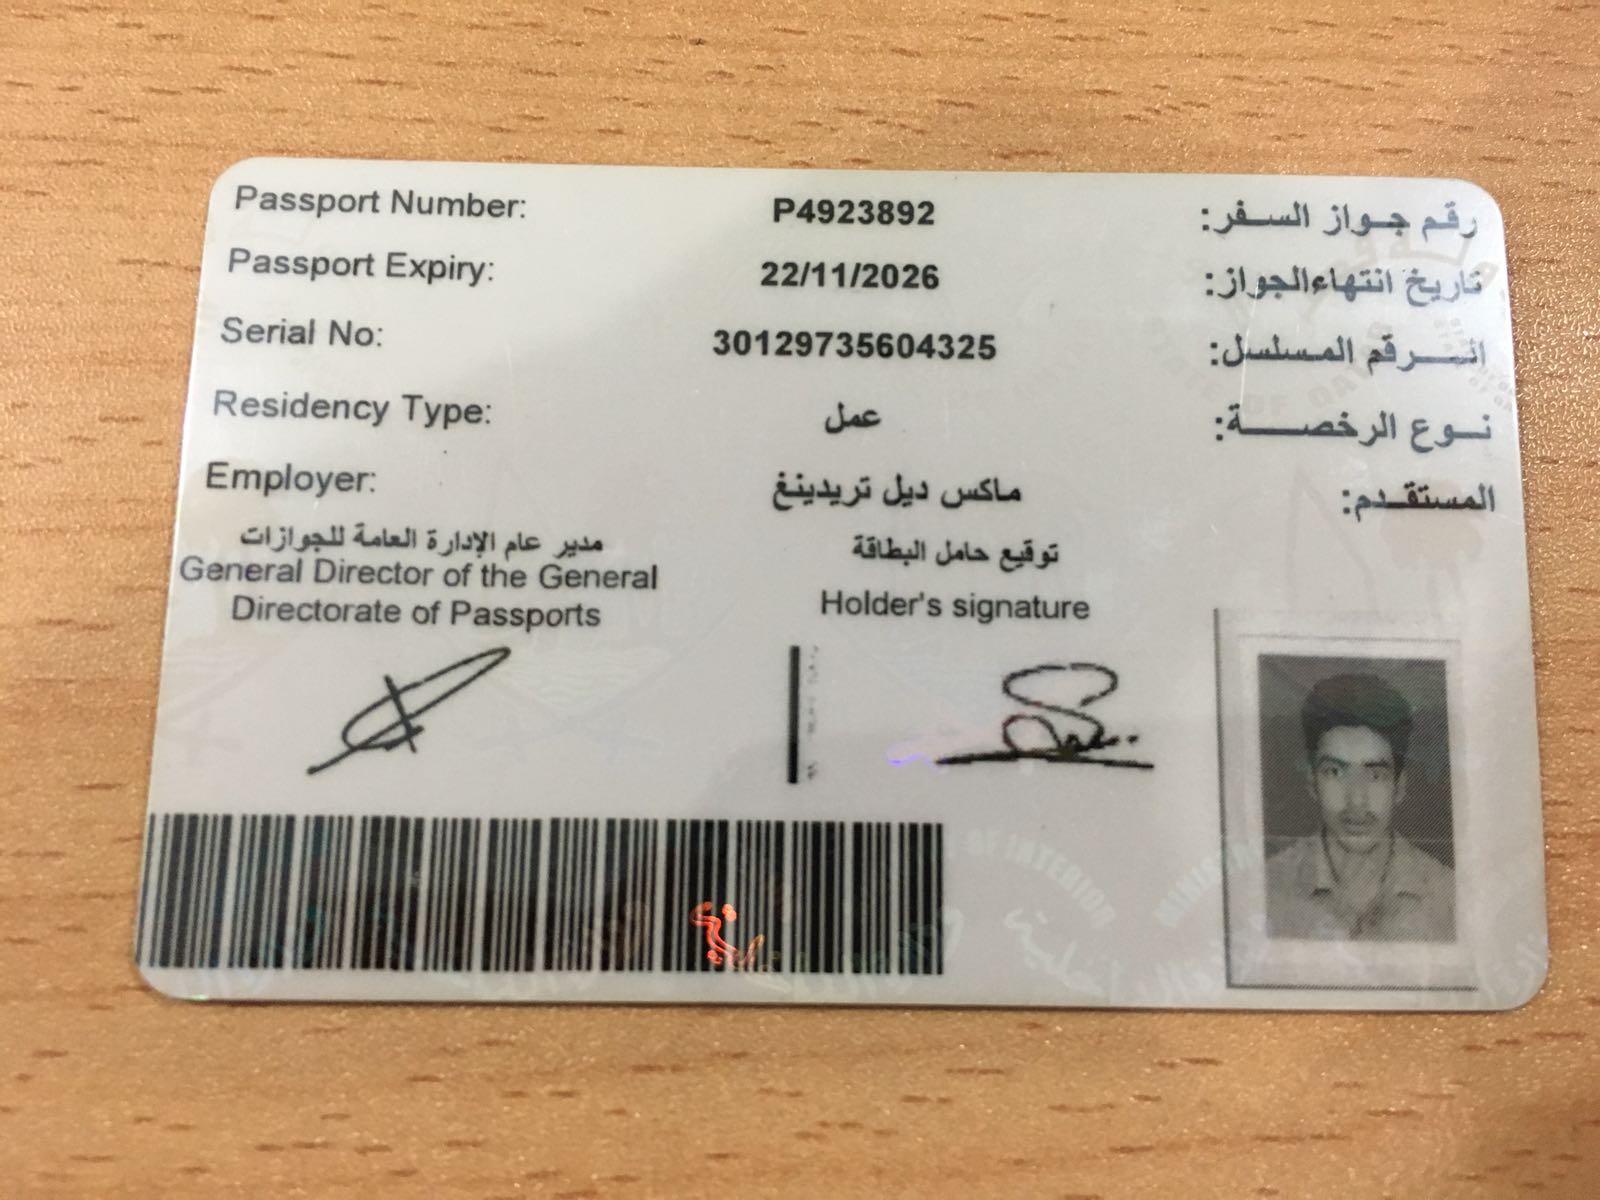 Passport Number: P4923892 رقم جواز السفر:
Passport Expiry: 22/11/2026 تاريخ انتهاءالجواز:
Serial No: 30129735604325 الرقم المسلسل:
Residency Type: عمل نوع الرخصة:
Employer: ماكس ديل تريدينغ المستقدم:
مدير عام الإدارة العامة للجوازات
General Director of the General
Directorate of Passports
توقيع حامل البطاقة
Holder's signature
STATE OF QATAR
OF INTERIOR